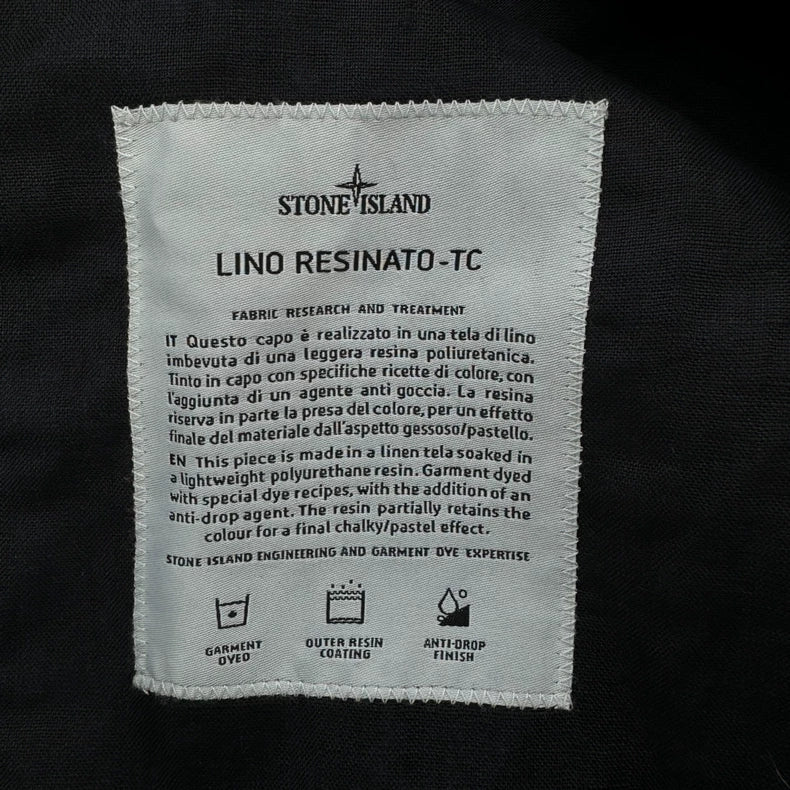 STONE ISLAND
LINO RESINATO-TC
FABRIC RESEARCH AND TREATMENT
IT Questo capo è realizzato in una tela di lino
imbevuta di una leggera resina poliuretanica.
Tinto in capo con specifiche ricette di colore, con
l'aggiunta di un agente anti goccia. La resina
riserva in parte la presa del colore, per un effetto
finale del materiale dall'aspetto gessoso/pastello.
EN This piece is made in a linen tela soaked in
a lightweight polyurethane resin. Garment dyed
with special dye recipes, with the addition of an
anti-drop agent. The resin partially retains the
colour for a final chalky/pastel effect.
STONE ISLAND ENGINEERING AND GARMENT DYE EXPERTISE
GARMENT
DYED
OUTER RESIN
COATING
ANTI-DROP
FINISH